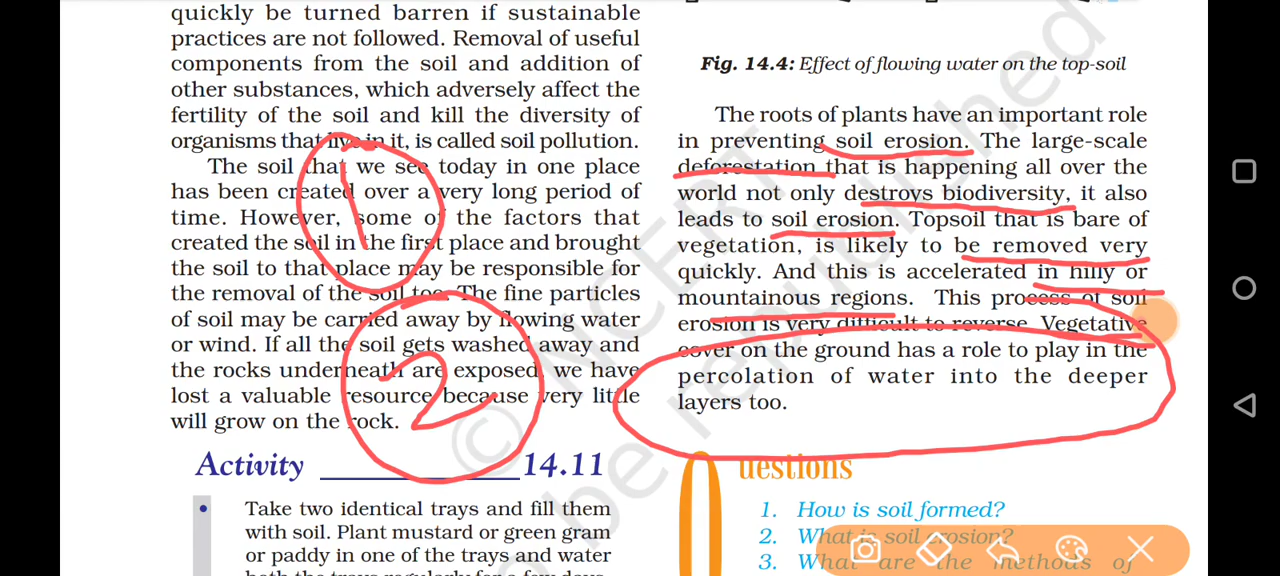 quickly be turned barren if sustainable
practices are not followed. Removal of useful
components from the soil and addition of
other substances, which adversely affect the
fertility of the soil and kill the diversity of
organisms that live in it, is called soil pollution.
The soil that we see today in one place
has been created over a very long period of
time. However, some of the factors that
created the soil in the first place and brought
the soil to that place may be responsible for
the removal of the soil too. The fine particles
of soil may be carried away by flowing water
or wind. If all the soil gets washed away and
the rocks underneath are exposed, we have
lost a valuable resource because very little
will grow on the rock.
1
2
Activity 14.11
• Take two identical trays and fill them
with soil. Plant mustard or green gram
or paddy in one of the trays and water
both the trays regularly for a few days,
Fig. 14.4: Effect of flowing water on the top-soil
The roots of plants have an important role
in preventing soil erosion. The large-scale
deforestation that is happening all over the
world not only destroys biodiversity, it also
leads to soil erosion. Topsoil that is bare of
vegetation, is likely to be removed very
quickly. And this is accelerated in hilly or
mountainous regions. This process of soil
erosion is very difficult to reverse. Vegetative
cover on the ground has a role to play in the
percolation of water into the deeper
layers too.
Questions
1. How is soil formed?
2. What is soil erosion?
3. What are the methods of
© NCERT
be republished